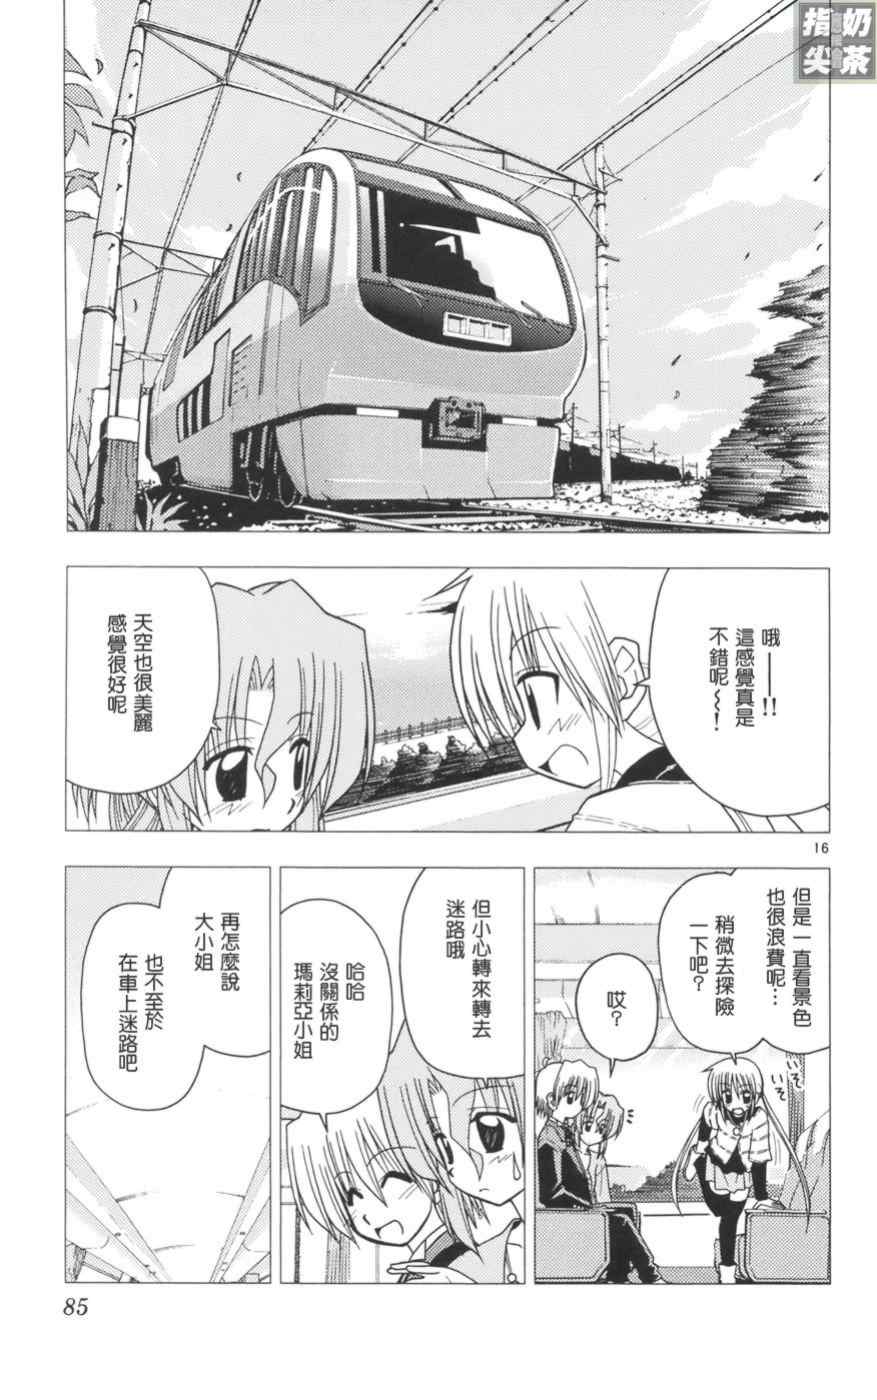 指奶
尖茶
哦──!!
這感覺真是
不錯呢~!
天空也很美麗
感覺很好呢
16
但是一直看景色
也很浪費呢…
稍微去探險
一下吧?
哎?
いそ
いそ
但小心轉來轉去
迷路哦
哈哈
沒關係的
瑪莉亞小姐
再怎麼說
大小姐
也不至於
在車上迷路吧
85